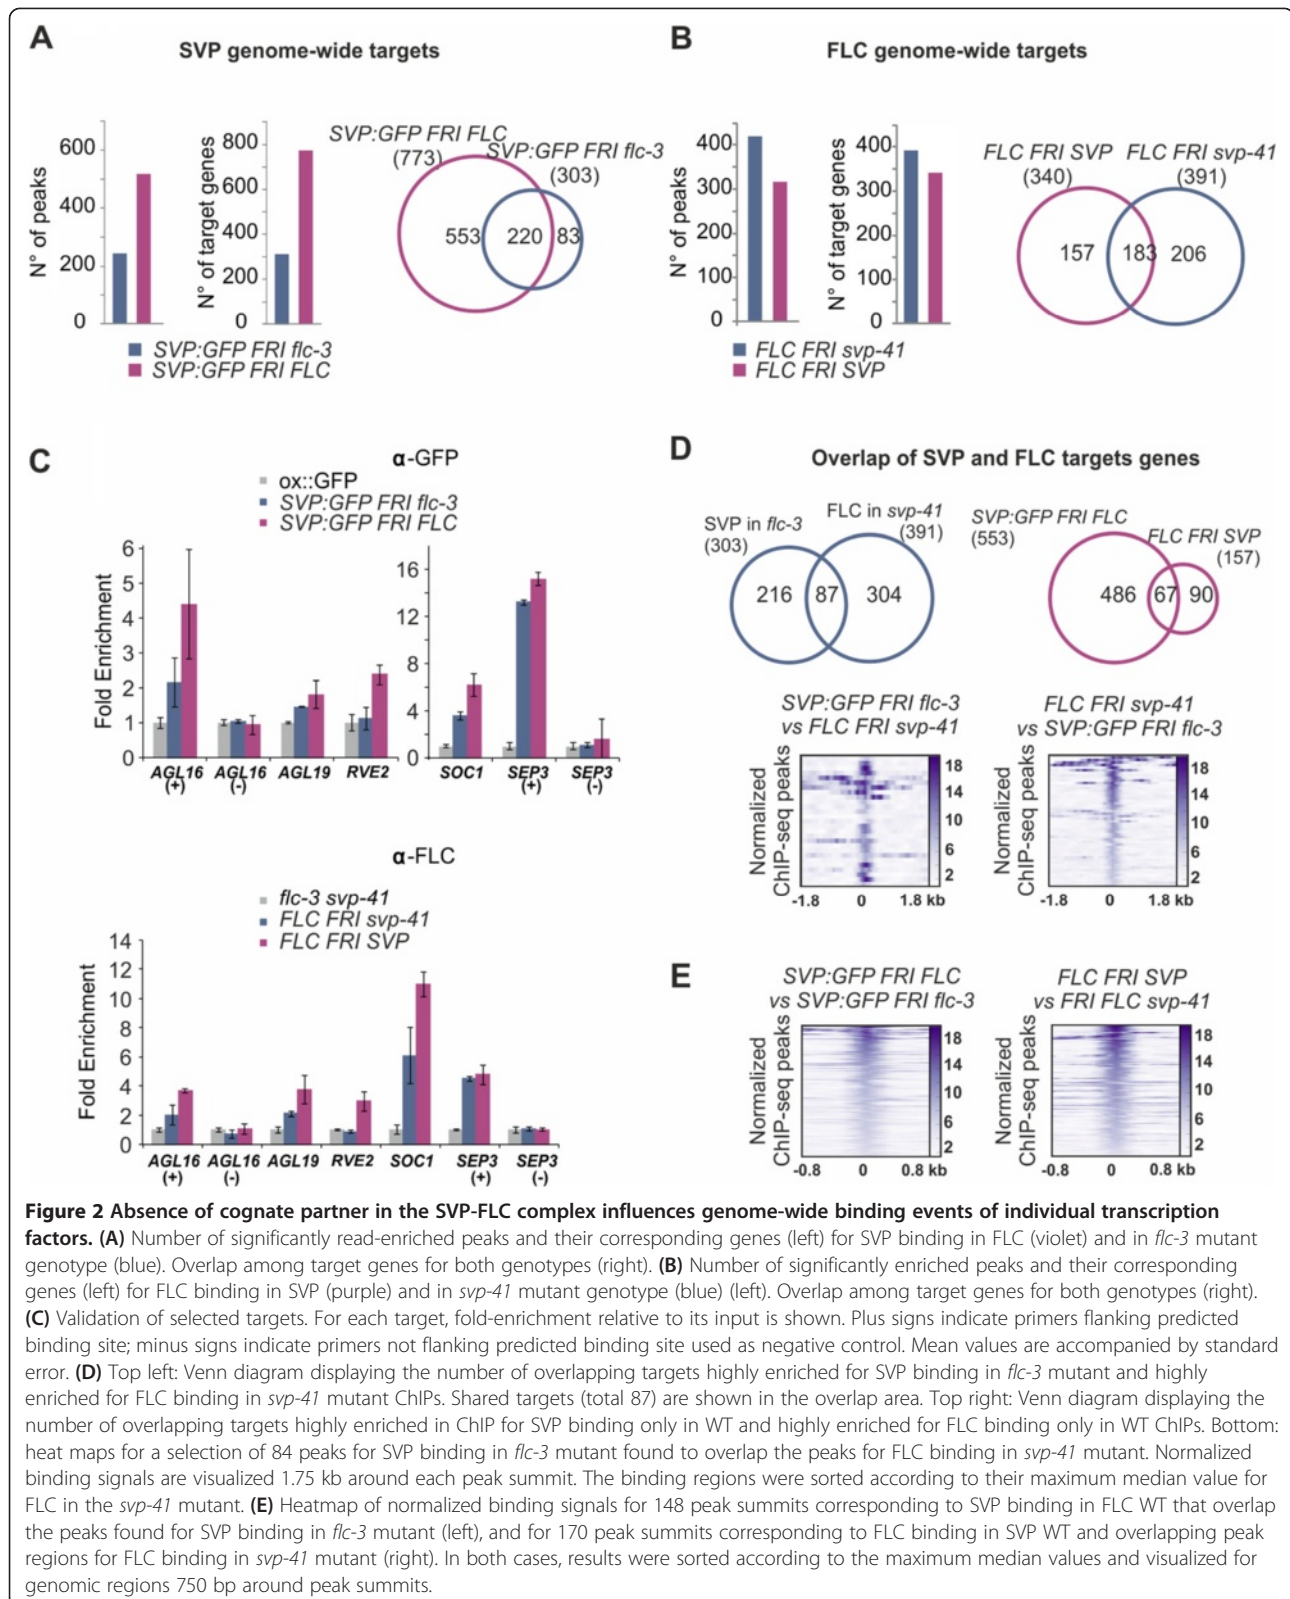 A
SVP genome-wide targets
N° of peaks
600
400
200
0
N° of target genes
800
600
400
200
0
SVP:GFP FRI FLC
(773)
SVP:GFP FRI flc-3
(303)
553
220
83
SVP:GFP FRI flc-3
SVP:GFP FRI FLC
B
FLC genome-wide targets
N° of peaks
400
300
200
100
0
N° of target genes
400
300
200
100
0
FLC FRI SVP
(340)
FLC FRI svp-41
(391)
157
183
206
FLC FRI svp-41
FLC FRI SVP
C
α-GFP
ox::GFP
SVP:GFP FRI flc-3
SVP:GFP FRI FLC
Fold Enrichment
6
5
4
3
2
1
0
AGL16 AGL16 AGL19 RVE2
(+) (-)
16
12
8
4
0
SOC1 SEP3 SEP3
(+) (-)
α-FLC
flc-3 svp-41
FLC FRI svp-41
FLC FRI SVP
Fold Enrichment
14
12
10
8
6
4
2
0
AGL16 AGL16 AGL19 RVE2 SOC1 SEP3 SEP3
(+) (-) (+) (-)
D
Overlap of SVP and FLC targets genes
SVP in flc-3
(303)
FLC in svp-41
(391)
216
87
304
SVP:GFP FRI FLC
(553)
FLC FRI SVP
(157)
486
67
90
SVP:GFP FRI flc-3
vs FLC FRI svp-41
Normalized
ChIP-seq peaks
18
14
10
6
2
-1.8 0 1.8 kb
FLC FRI svp-41
vs SVP:GFP FRI flc-3
Normalized
ChIP-seq peaks
18
14
10
6
2
-1.8 0 1.8 kb
E
SVP:GFP FRI FLC
vs SVP:GFP FRI flc-3
Normalized
ChIP-seq peaks
18
14
10
6
2
-0.8 0 0.8 kb
FLC FRI SVP
vs FRI FLC svp-41
Normalized
ChIP-seq peaks
18
14
10
6
2
-0.8 0 0.8 kb
Figure 2 Absence of cognate partner in the SVP-FLC complex influences genome-wide binding events of individual transcription
factors. (A) Number of significantly read-enriched peaks and their corresponding genes (left) for SVP binding in FLC (violet) and in flc-3 mutant
genotype (blue). Overlap among target genes for both genotypes (right). (B) Number of significantly enriched peaks and their corresponding
genes (left) for FLC binding in SVP (purple) and in svp-41 mutant genotype (blue) (left). Overlap among target genes for both genotypes (right).
(C) Validation of selected targets. For each target, fold-enrichment relative to its input is shown. Plus signs indicate primers flanking predicted
binding site; minus signs indicate primers not flanking predicted binding site used as negative control. Mean values are accompanied by standard
error. (D) Top left: Venn diagram displaying the number of overlapping targets highly enriched for SVP binding in flc-3 mutant and highly
enriched for FLC binding in svp-41 mutant ChIPs. Shared targets (total 87) are shown in the overlap area. Top right: Venn diagram displaying the
number of overlapping targets highly enriched in ChIP for SVP binding only in WT and highly enriched for FLC binding only in WT ChIPs. Bottom:
heat maps for a selection of 84 peaks for SVP binding in flc-3 mutant found to overlap the peaks for FLC binding in svp-41 mutant. Normalized
binding signals are visualized 1.75 kb around each peak summit. The binding regions were sorted according to their maximum median value for
FLC in the svp-41 mutant. (E) Heatmap of normalized binding signals for 148 peak summits corresponding to SVP binding in FLC WT that overlap
the peaks found for SVP binding in flc-3 mutant (left), and for 170 peak summits corresponding to FLC binding in SVP WT and overlapping peak
regions for FLC binding in svp-41 mutant (right). In both cases, results were sorted according to the maximum median values and visualized for
genomic regions 750 bp around peak summits.